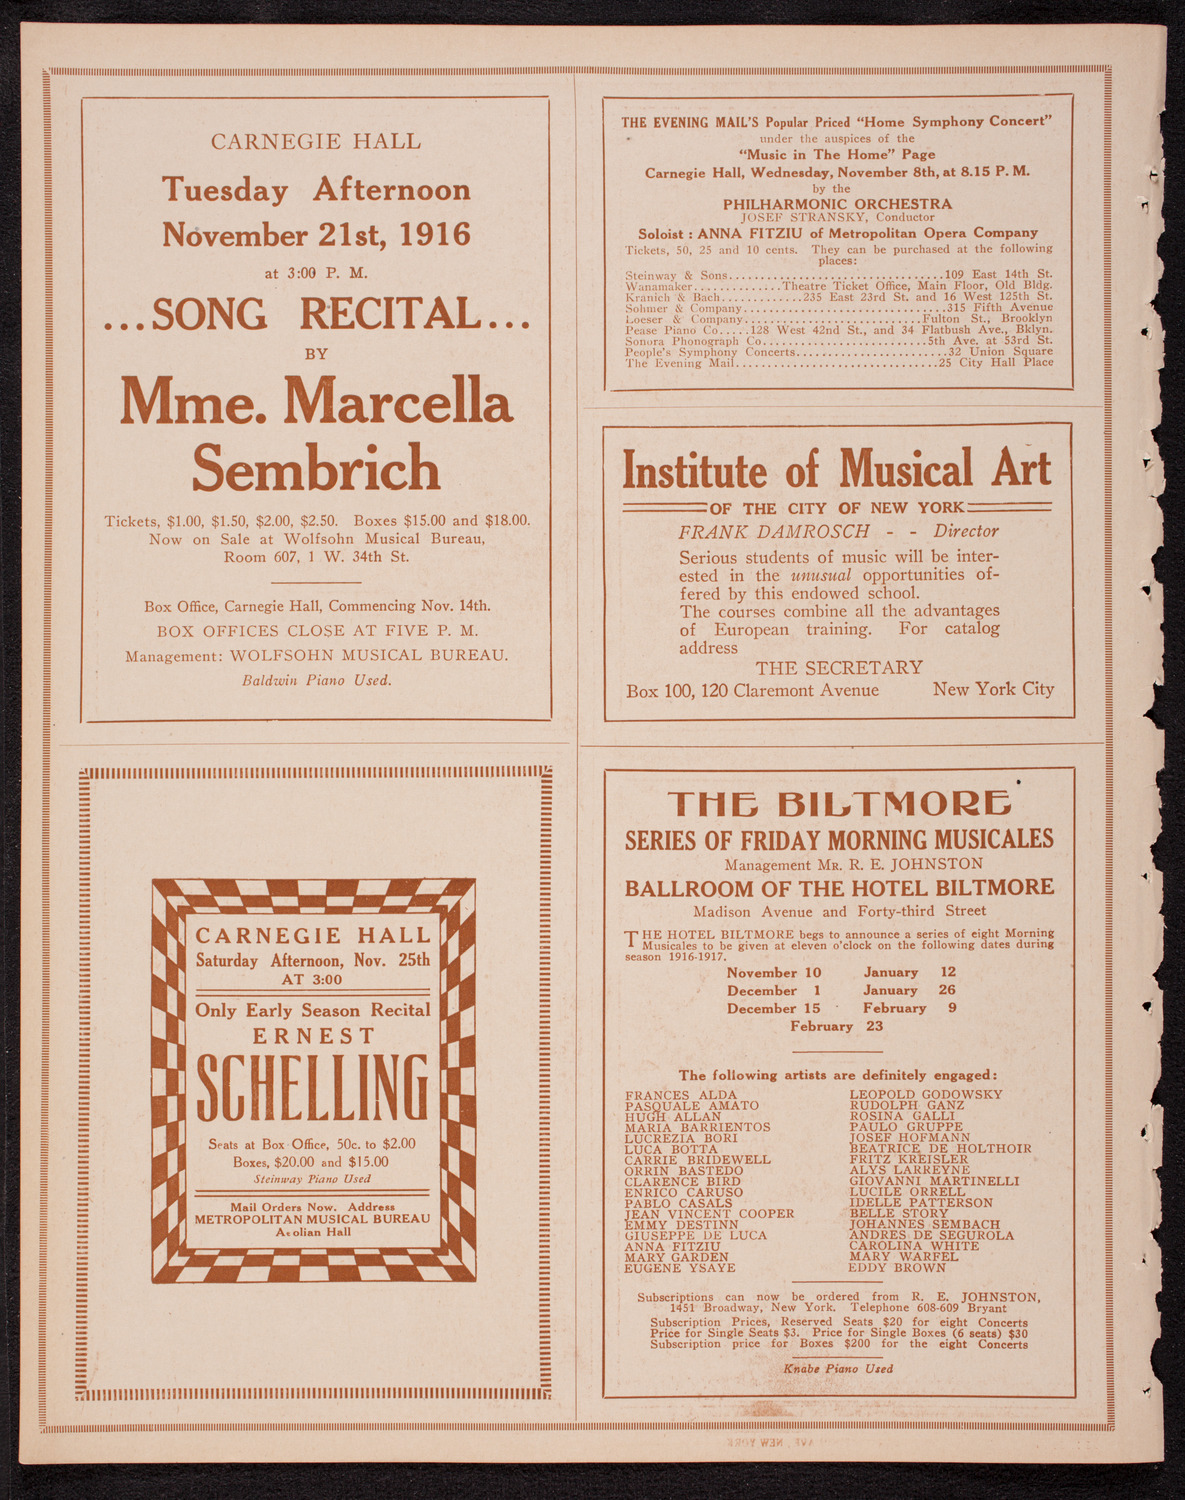 CARNEGIE HALL
Tuesday Afternoon
November 21st, 1916
at 3:00 P. M.
...SONG RECITAL...
BY
Mme. Marcella
Sembrich
Tickets, $1.00, $1.50, $2.00, $2.50. Boxes $15.00 and $18.00.
Now on Sale at Wolfsohn Musical Bureau,
Room 607, 1 W. 34th St.
Box Office, Carnegie Hall, Commencing Nov. 14th.
BOX OFFICES CLOSE AT FIVE P. M.
Management: WOLFSOHN MUSICAL BUREAU.
Baldwin Piano Used.
THE EVENING MAIL'S Popular Priced "Home Symphony Concert"
under the auspices of the
"Music in The Home" Page
Carnegie Hall, Wednesday, November 8th, at 8.15 P. M.
by the
PHILHARMONIC ORCHESTRA
JOSEF STRANSKY, Conductor
Soloist : ANNA FITZIU of Metropolitan Opera Company
Tickets, 50, 25 and 10 cents. They can be purchased at the following
places:
Steinway & Sons..................................109 East 14th St.
Wanamaker..............Theatre Ticket Office, Main Floor, Old Bldg.
Kranich & Bach.............235 East 23rd St. and 16 West 125th St.
Sohmer & Company................................315 Fifth Avenue
Loeser & Company............................Fulton St., Brooklyn
Pease Piano Co.....128 West 42nd St., and 34 Flatbush Ave., Bklyn.
Sonora Phonograph Co..........................5th Ave. at 53rd St.
People's Symphony Concerts........................32 Union Square
The Evening Mail................................25 City Hall Place
Institute of Musical Art
OF THE CITY OF NEW YORK
FRANK DAMROSCH - - Director
Serious students of music will be inter-
ested in the unusual opportunities of-
fered by this endowed school.
The courses combine all the advantages
of European training. For catalog
address
THE SECRETARY
Box 100, 120 Claremont Avenue New York City
CARNEGIE HALL
Saturday Afternoon, Nov. 25th
AT 3:00
Only Early Season Recital
ERNEST
SCHELLING
Seats at Box Office, 50c. to $2.00
Boxes, $20.00 and $15.00
Steinway Piano Used
Mail Orders Now. Address
METROPOLITAN MUSICAL BUREAU
Aeolian Hall
THE BILTMORE
SERIES OF FRIDAY MORNING MUSICALES
Management MR. R. E. JOHNSTON
BALLROOM OF THE HOTEL BILTMORE
Madison Avenue and Forty-third Street
THE HOTEL BILTMORE begs to announce a series of eight Morning
Musicales to be given at eleven o'clock on the following dates during
season 1916-1917.
November 10 January 12
December 1 January 26
December 15 February 9
February 23
The following artists are definitely engaged:
FRANCES ALDA
PASQUALE AMATO
HUGH ALLAN
MARIA BARRIENTOS
LUCREZIA BORI
LUCA BOTTA
CARRIE BRIDEWELL
ORRIN BASTEDO
CLARENCE BIRD
ENRICO CARUSO
PABLO CASALS
JEAN VINCENT COOPER
EMMY DESTINN
GIUSEPPE DE LUCA
ANNA FITZIU
MARY GARDEN
EUGENE YSAYE
LEOPOLD GODOWSKY
RUDOLPH GANZ
ROSINA GALLI
PAULO GRUPPE
JOSEF HOFMANN
BEATRICE DE HOLTHOIR
FRITZ KREISLER
ALYS LARREYNE
GIOVANNI MARTINELLI
LUCILE ORRELL
IDELLE PATTERSON
BELLE STORY
JOHANNES SEMBACH
ANDRES DE SEGUROLA
CAROLINA WHITE
MARY WARFEL
EDDY BROWN
Subscriptions can now be ordered from R. E. JOHNSTON,
1451 Broadway, New York. Telephone 608-609 Bryant
Subscription Prices, Reserved Seats $20 for eight Concerts
Price for Single Seats $3. Price for Single Boxes (6 seats) $30
Subscription price for Boxes $200 for the eight Concerts
Knabe Piano Used